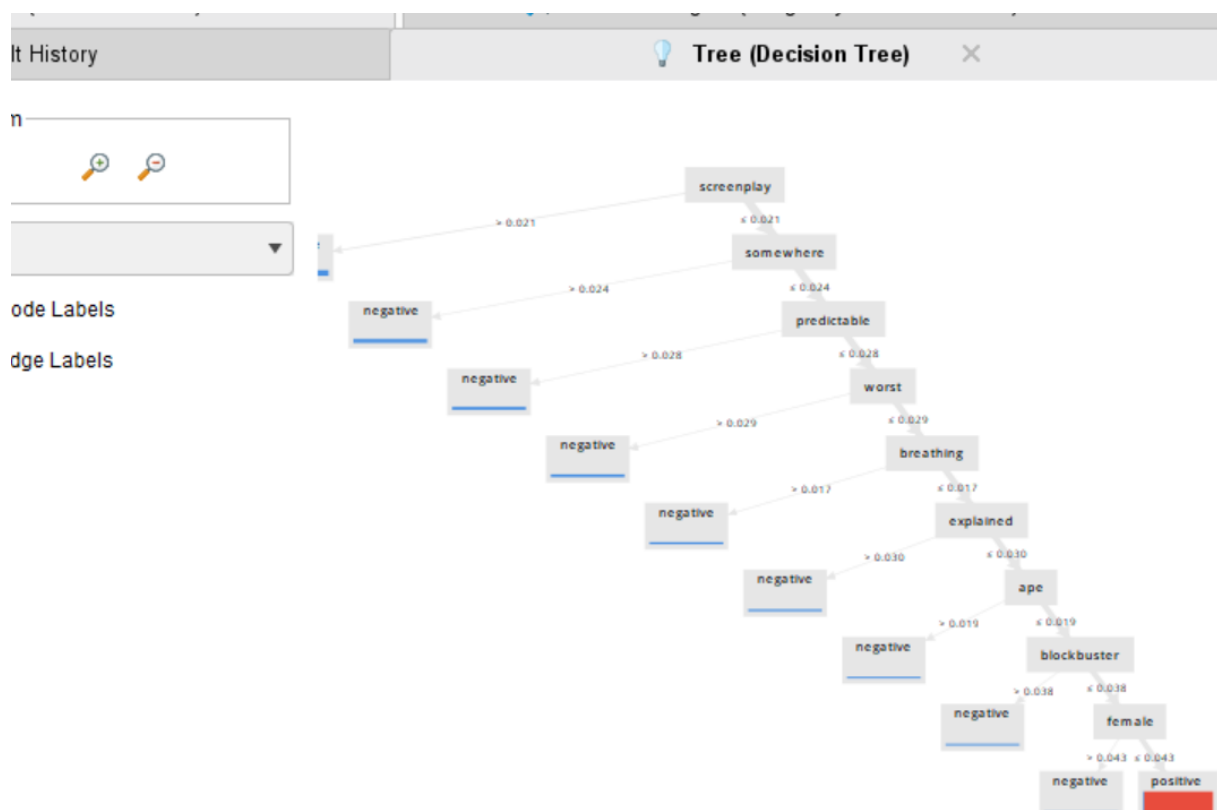 lt History
Tree (Decision Tree)
screenplay
> 0.021
≤ 0.021
somewhere
> 0.024
≤ 0.024
negative
predictable
> 0.028
≤ 0.028
negative
worst
> 0.029
≤ 0.029
negative
breathing
> 0.017
≤ 0.017
negative
explained
> 0.030
≤ 0.030
negative
ape
> 0.019
≤ 0.019
negative
blockbuster
> 0.038
≤ 0.038
negative
female
> 0.043
≤ 0.043
negative
positive
ode Labels
dge Labels